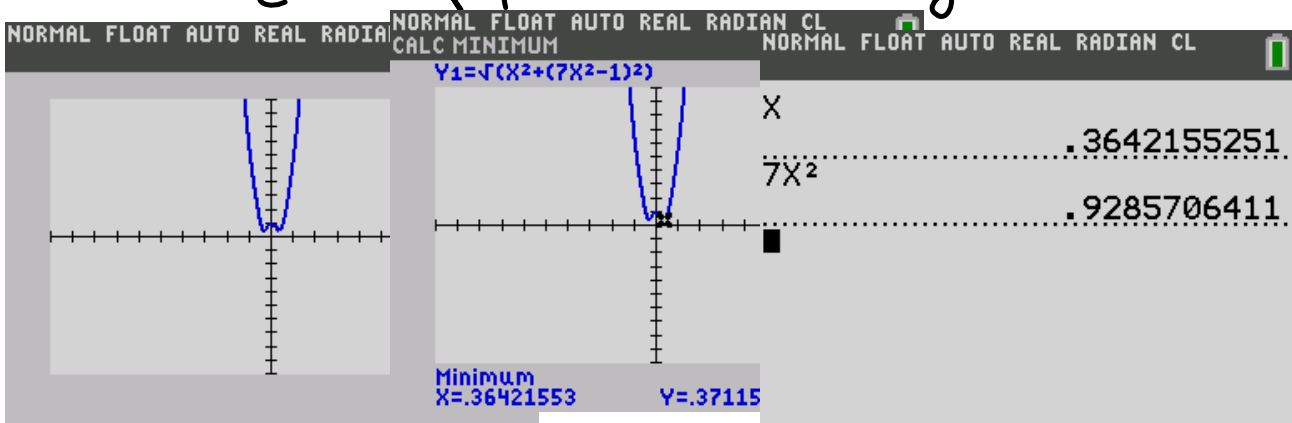 NORMAL FLOAT AUTO REAL RADIA
NORMAL FLOAT AUTO REAL RADIAN CL
CALC MINIMUM
Y1=√(X²+(7X²-1)²)
Minimum
X=.36421553 Y=.37115
NORMAL FLOAT AUTO REAL RADIAN CL
X
.3642155251
7X²
.9285706411